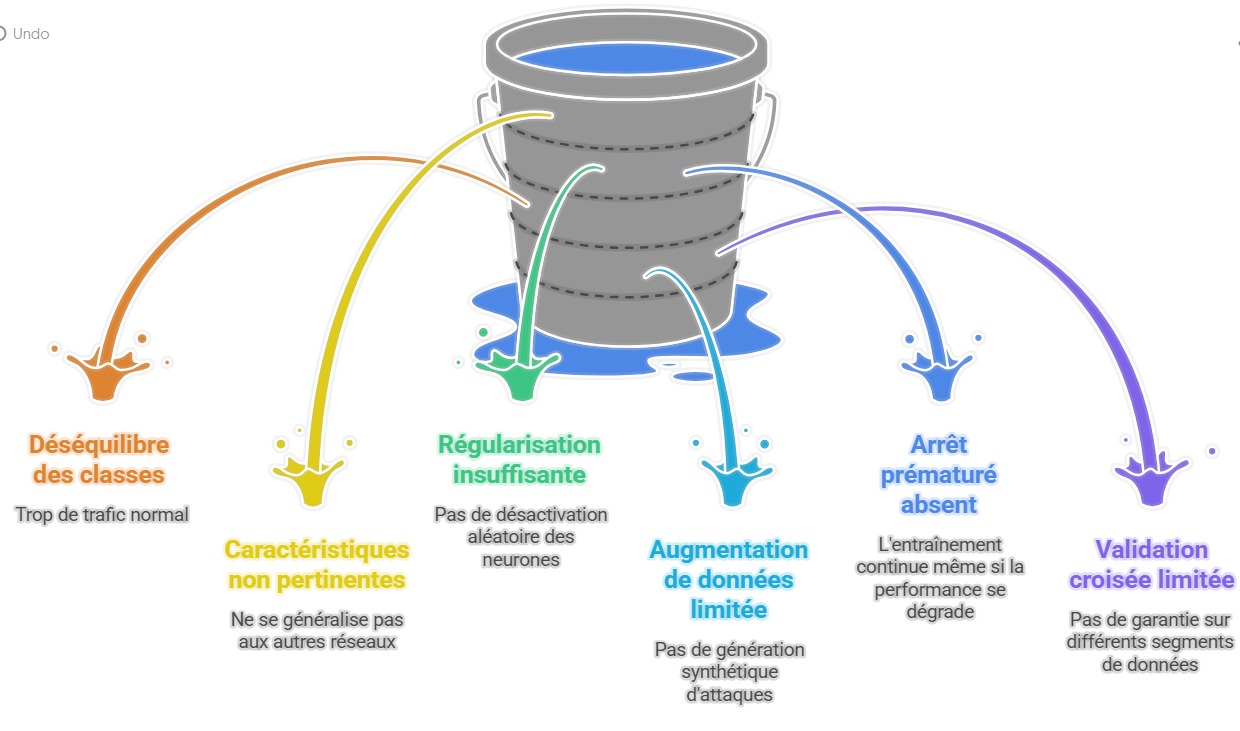 Undo
Déséquilibre
des classes
Trop de trafic normal
Caractéristiques
non pertinentes
Ne se généralise pas
aux autres réseaux
Régularisation
insuffisante
Pas de désactivation
aléatoire des
neurones
Augmentation
de données
limitée
Pas de génération
synthétique
d'attaques
Arrêt
prématuré
absent
L'entraînement
continue même si la
performance se
dégrade
Validation
croisée limitée
Pas de garantie sur
différents segments
de données